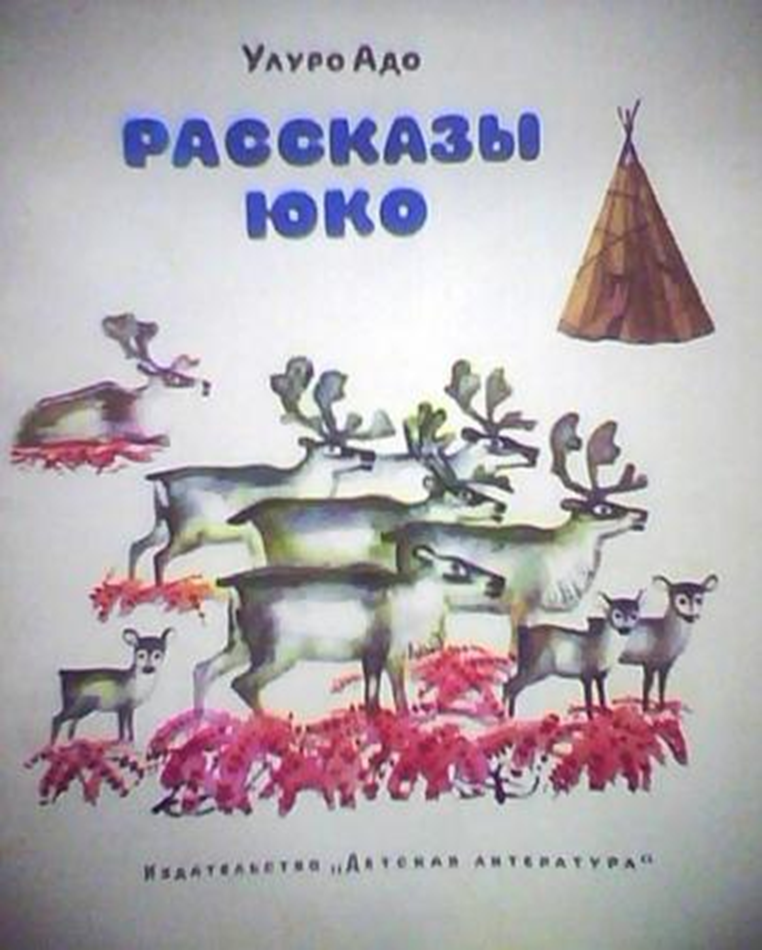 Улуро Адо
РАССКАЗЫ
ЮКО
Издательство „Детская литература“